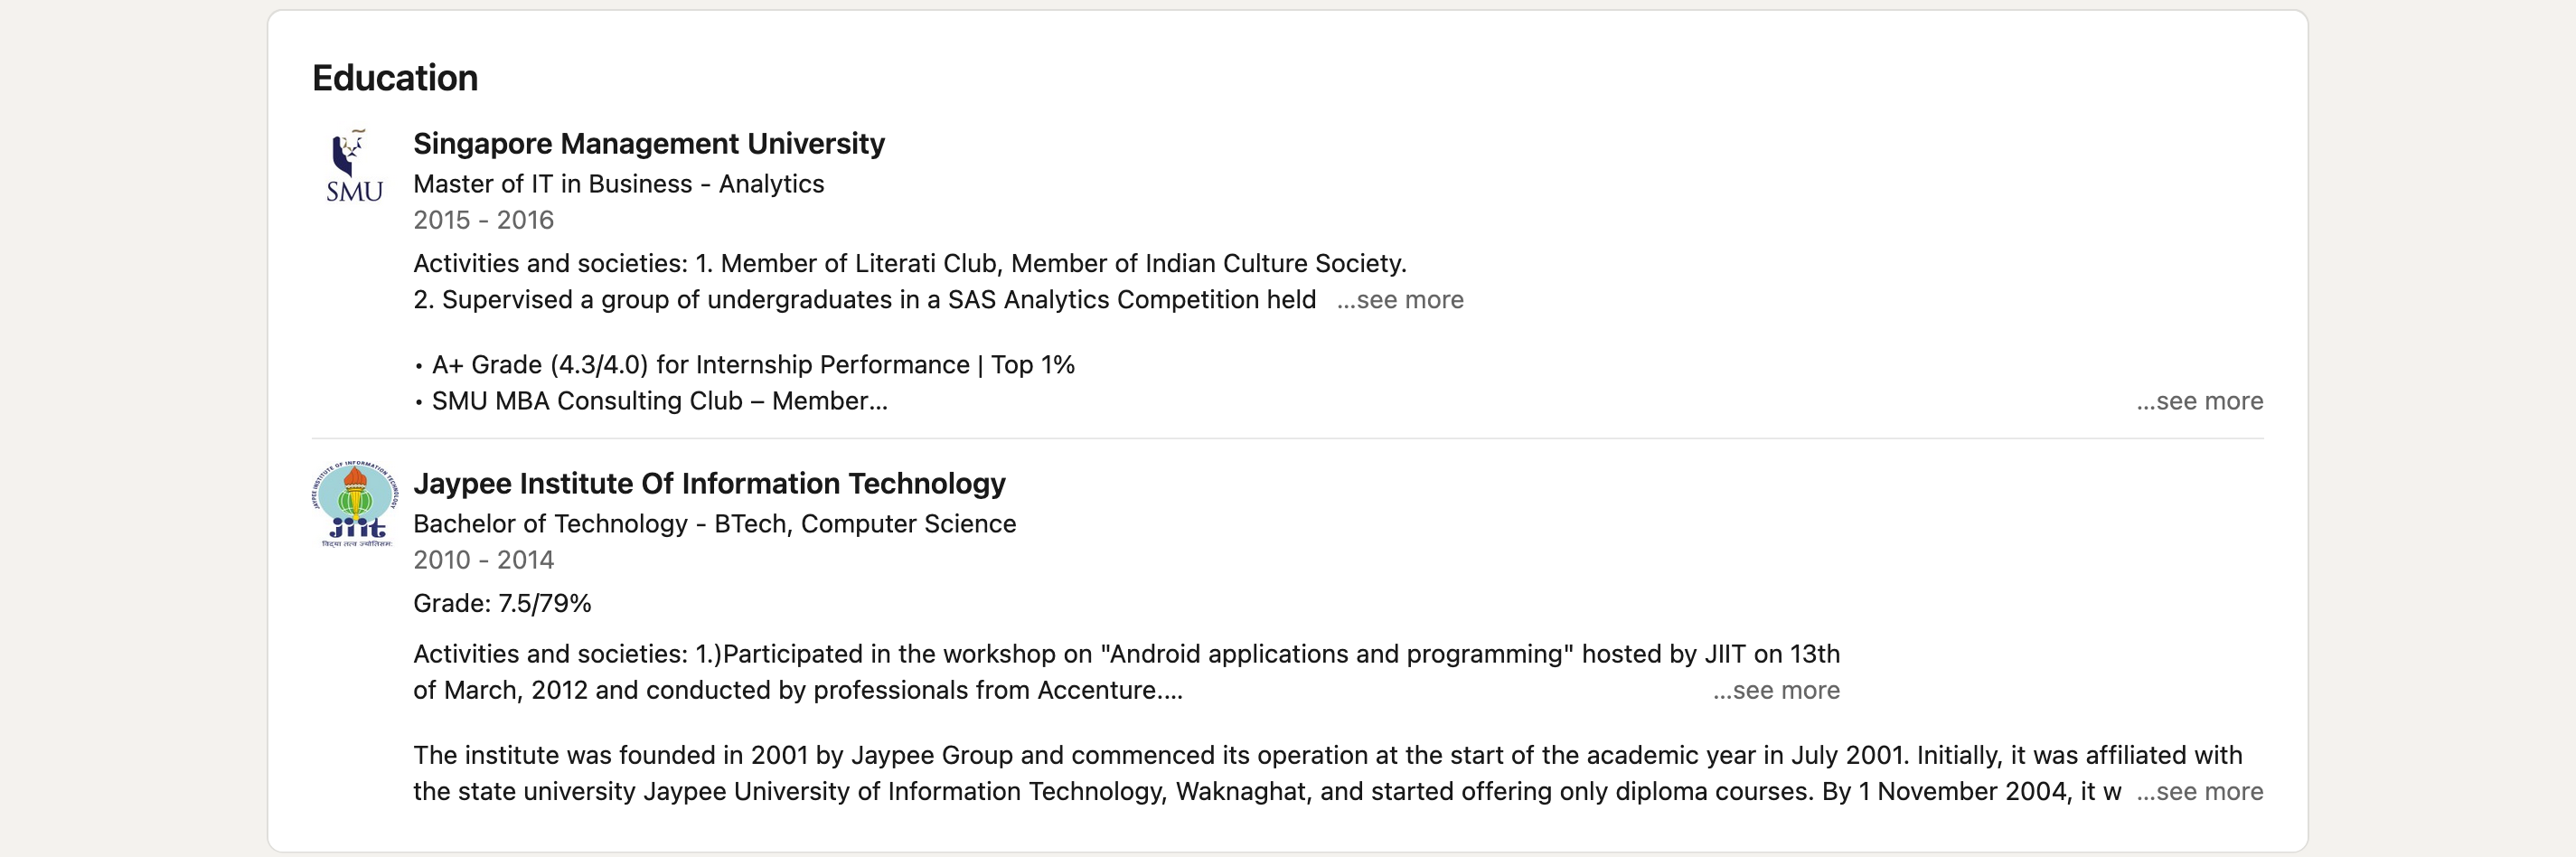 Education
SMU
Singapore Management University
Master of IT in Business - Analytics
2015 - 2016
Activities and societies: 1. Member of Literati Club, Member of Indian Culture Society.
2. Supervised a group of undergraduates in a SAS Analytics Competition held ...see more
• A+ Grade (4.3/4.0) for Internship Performance | Top 1%
• SMU MBA Consulting Club – Member... ...see more
JAYPEE INSTITUTE OF INFORMATION TECHNOLOGY
jiit
Jaypee Institute Of Information Technology
Bachelor of Technology - BTech, Computer Science
2010 - 2014
Grade: 7.5/79%
Activities and societies: 1.)Participated in the workshop on "Android applications and programming" hosted by JIIT on 13th
of March, 2012 and conducted by professionals from Accenture.... ...see more
The institute was founded in 2001 by Jaypee Group and commenced its operation at the start of the academic year in July 2001. Initially, it was affiliated with
the state university Jaypee University of Information Technology, Waknaghat, and started offering only diploma courses. By 1 November 2004, it w ...see more